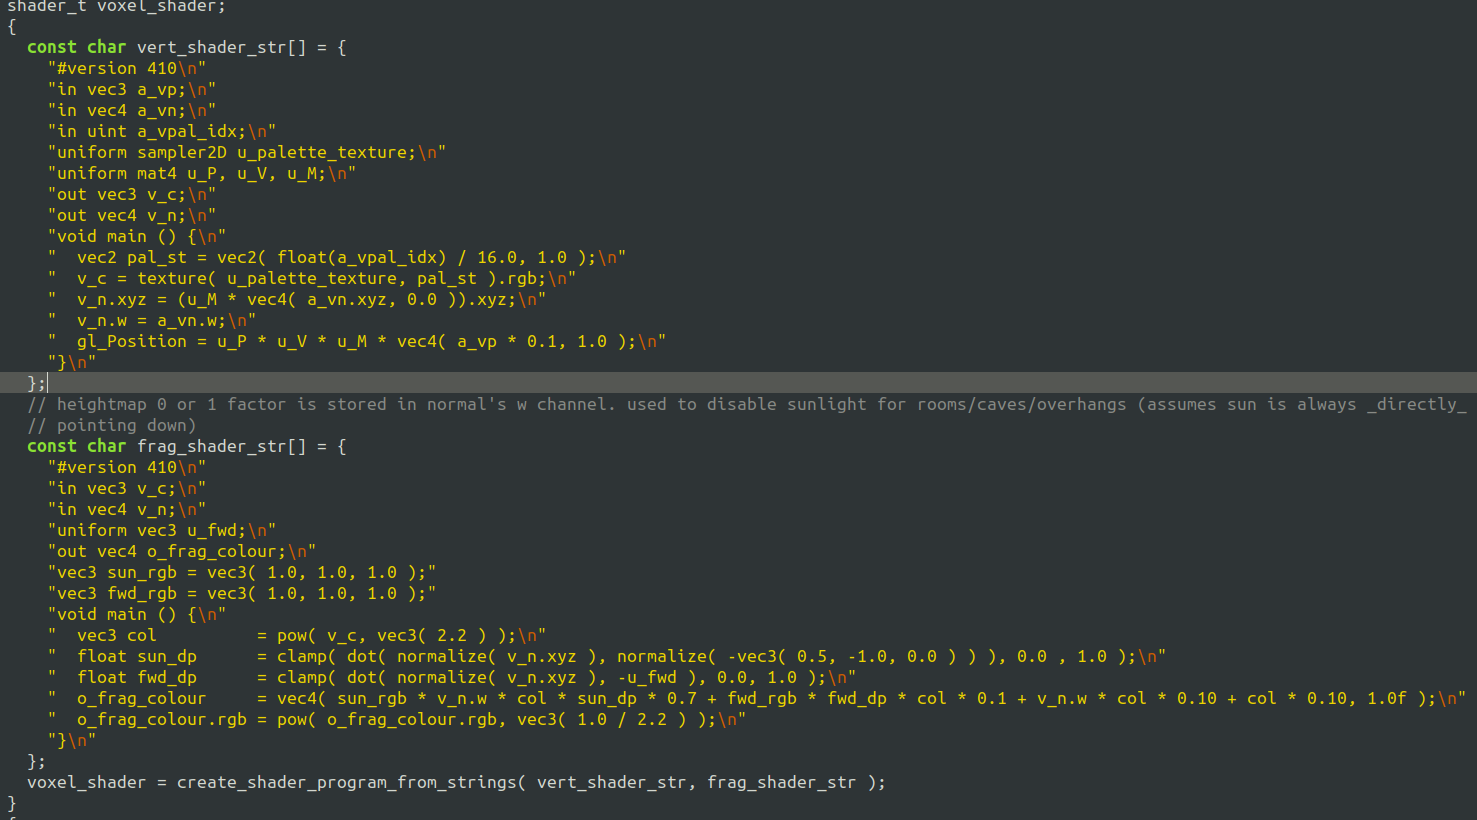 shader_t voxel_shader;
{
  const char vert_shader_str[] = {
    "#version 410\n"
    "in vec3 a_vp;\n"
    "in vec4 a_vn;\n"
    "in uint a_vpal_idx;\n"
    "uniform sampler2D u_palette_texture;\n"
    "uniform mat4 u_P, u_V, u_M;\n"
    "out vec3 v_c;\n"
    "out vec4 v_n;\n"
    "void main () {\n"
    "  vec2 pal_st = vec2( float(a_vpal_idx) / 16.0, 1.0 );\n"
    "  v_c = texture( u_palette_texture, pal_st ).rgb;\n"
    "  v_n.xyz = (u_M * vec4( a_vn.xyz, 0.0 )).xyz;\n"
    "  v_n.w = a_vn.w;\n"
    "  gl_Position = u_P * u_V * u_M * vec4( a_vp * 0.1, 1.0 );\n"
    "}\n"
  };
  // heightmap 0 or 1 factor is stored in normal's w channel. used to disable sunlight for rooms/caves/overhangs (assumes sun is always _directly_
  // pointing down)
  const char frag_shader_str[] = {
    "#version 410\n"
    "in vec3 v_c;\n"
    "in vec4 v_n;\n"
    "uniform vec3 u_fwd;\n"
    "out vec4 o_frag_colour;\n"
    "vec3 sun_rgb = vec3( 1.0, 1.0, 1.0 );"
    "vec3 fwd_rgb = vec3( 1.0, 1.0, 1.0 );"
    "void main () {\n"
    "  vec3 col          = pow( v_c, vec3( 2.2 ) );\n"
    "  float sun_dp      = clamp( dot( normalize( v_n.xyz ), normalize( -vec3( 0.5, -1.0, 0.0 ) ) ), 0.0 , 1.0 );\n"
    "  float fwd_dp      = clamp( dot( normalize( v_n.xyz ), -u_fwd ), 0.0, 1.0 );\n"
    "  o_frag_colour     = vec4( sun_rgb * v_n.w * col * sun_dp * 0.7 + fwd_rgb * fwd_dp * col * 0.1 + v_n.w * col * 0.10 + col * 0.10, 1.0f );\n"
    "  o_frag_colour.rgb = pow( o_frag_colour.rgb, vec3( 1.0 / 2.2 ) );\n"
    "}\n"
  };
  voxel_shader = create_shader_program_from_strings( vert_shader_str, frag_shader_str );
}